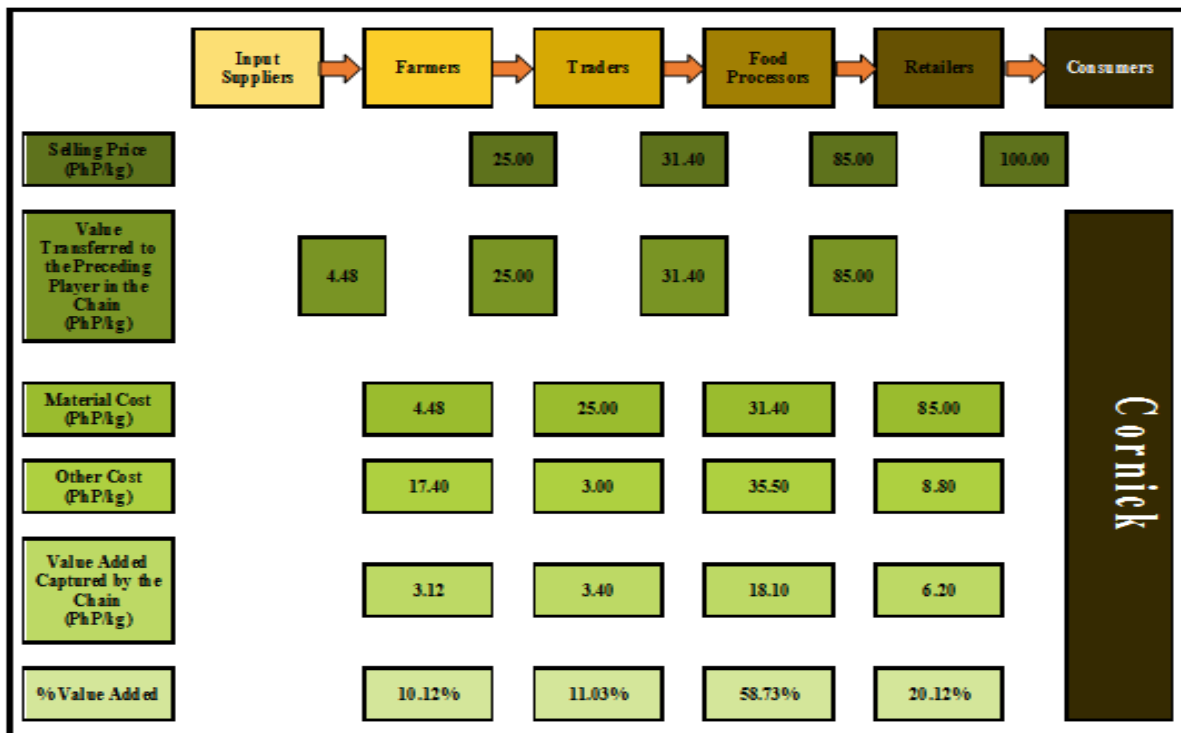 Input
Suppliers
Farmers
Traders
Food
Processors
Retailers
Consumers
Selling Price
(PhP/kg)
25.00
31.40
85.00
100.00
Value
Transferred to
the Preceding
Player in the
Chain
(PhP/kg)
4.48
25.00
31.40
85.00
Material Cost
(PhP/kg)
4.48
25.00
31.40
85.00
Other Cost
(PhP/kg)
17.40
3.00
35.50
8.80
Value Added
Captured by the
Chain
(PhP/kg)
3.12
3.40
18.10
6.20
% Value Added
10.12%
11.03%
58.73%
20.12%
Cornick